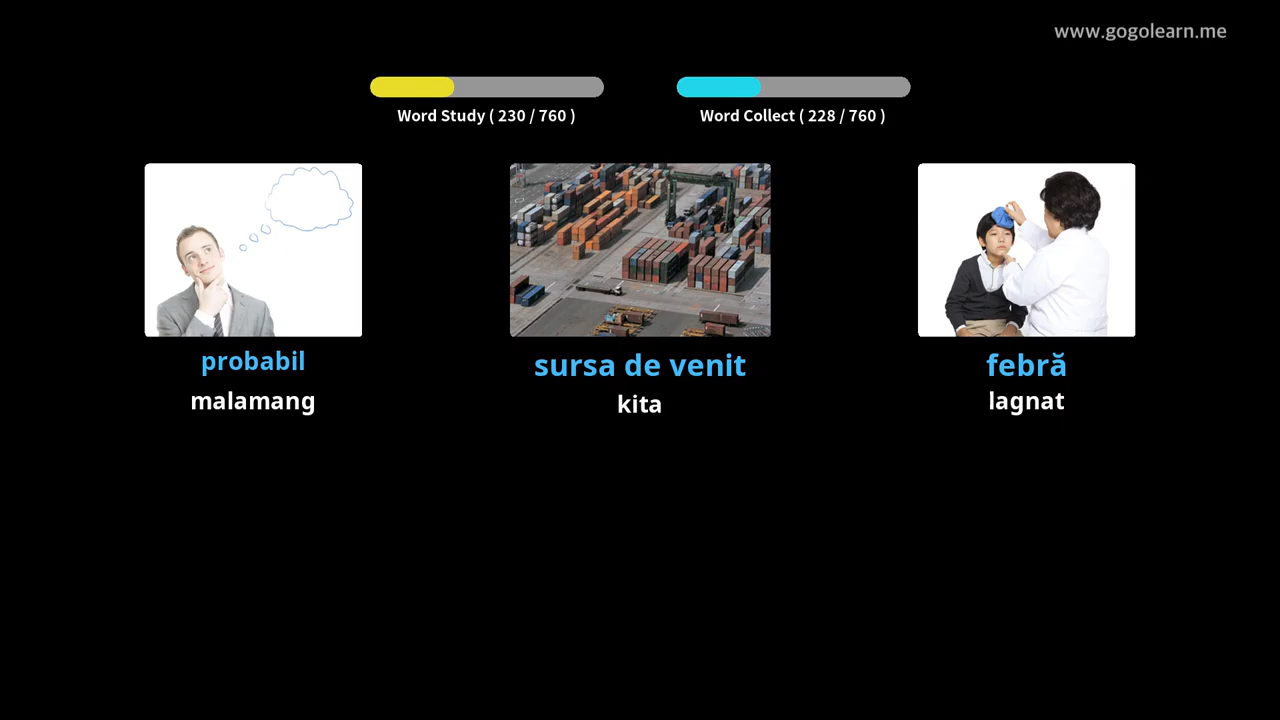 www.gogolearn.me
Word Study ( 230 / 760 )
Word Collect ( 228 / 760 )
probabil
malamang
sursa de venit
kita
febră
lagnat